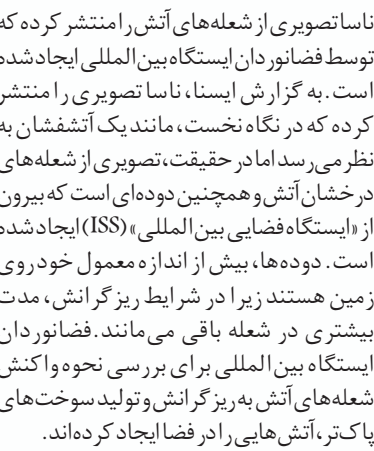 ناسا تصویری از شعله‌های آتش را منتشر کرده که
توسط فضانوردان ایستگاه بین‌المللی ایجاد شده
است. به گزارش ایسنا، ناسا تصویری را منتشر
کرده که در نگاه نخست، مانند یک آتشفشان به
نظر می‌رسد اما در حقیقت، تصویری از شعله‌های
درخشان آتش و همچنین دوده‌ای است که بیرون
از «ایستگاه فضایی بین‌المللی» (ISS) ایجاد شده
است. دوده‌ها، بیش از اندازه معمول خود روی
زمین هستند زیرا در شرایط ریزگرانش، مدت
بیشتری در شعله باقی می‌مانند. فضانوردان
ایستگاه بین‌المللی برای بررسی نحوه واکنش
شعله‌های آتش به ریزگرانش و تولید سوخت‌های
پاک‌تر، آتش‌هایی را در فضا ایجاد کرده‌اند.